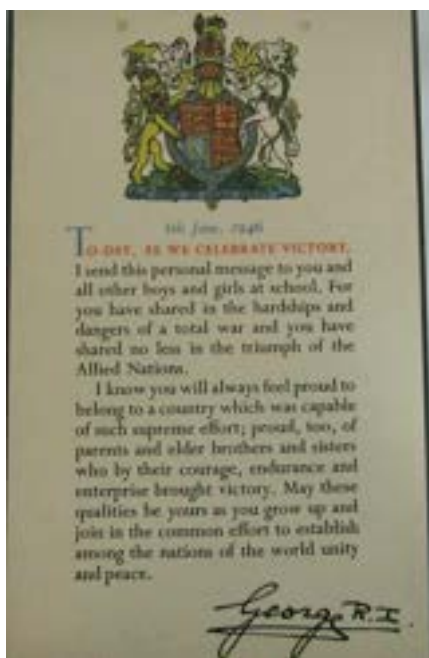 8th June, 1946
TO-DAY, AS WE CELEBRATE VICTORY,
I send this personal message to you and
all other boys and girls at school. For
you have shared in the hardships and
dangers of a total war and you have
shared no less in the triumph of the
Allied Nations.
I know you will always feel proud to
belong to a country which was capable
of such supreme effort; proud, too, of
parents and elder brothers and sisters
who by their courage, endurance and
enterprise brought victory. May these
qualities be yours as you grow up and
join in the common effort to establish
among the nations of the world unity
and peace.
George R.I.